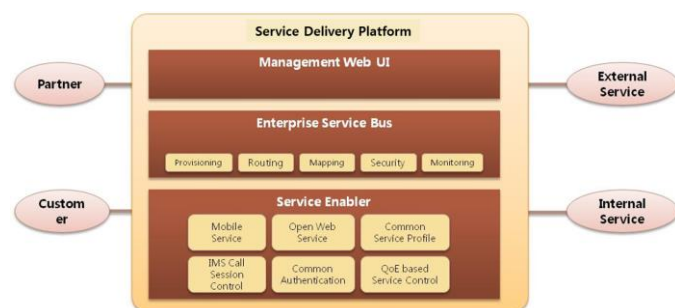 Service Delivery Platform
Management Web UI
Partner
External
Service
Enterprise Service Bus
Provisioning
Routing
Mapping
Security
Monitoring
Custom
er
Internal
Service
Service Enabler
Mobile
Service
Open Web
Service
Common
Service Profile
IMS Call
Session
Control
Common
Authentication
QoE based
Service Control